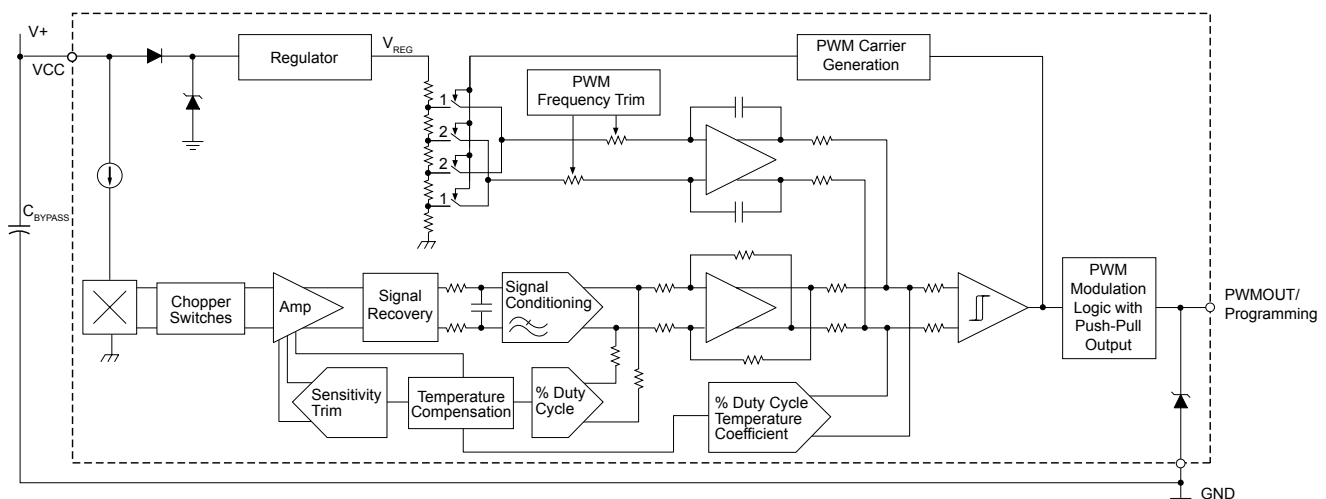 V+
VCC
Regulator
VREG
PWM Carrier
Generation
PWM
Frequency Trim
1
2
2
1
CBYPASS
Chopper
Switches
Amp
Signal
Recovery
Signal
Conditioning
PWM
Modulation
Logic with
Push-Pull
Output
PWMOUT/
Programming
Sensitivity
Trim
Temperature
Compensation
% Duty
Cycle
% Duty Cycle
Temperature
Coefficient
GND